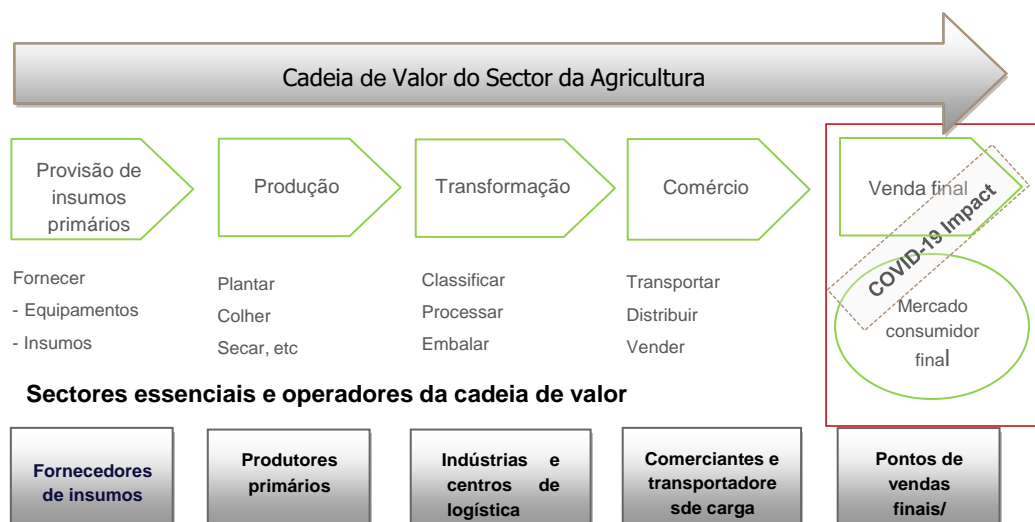 Cadeia de Valor do Sector da Agricultura
Provisão de
insumos
primários
Produção
Transformação
Comércio
Venda final
COVID-19 Impact
Mercado
consumidor
final
Fornecer
- Equipamentos
- Insumos
Plantar
Colher
Secar, etc
Classificar
Processar
Embalar
Transportar
Distribuir
Vender
Sectores essenciais e operadores da cadeia de valor
Fornecedores
de insumos
Produtores
primários
Indústrias e
centros de
logística
Comerciantes e
transportadore
sde carga
Pontos de
vendas
finais/